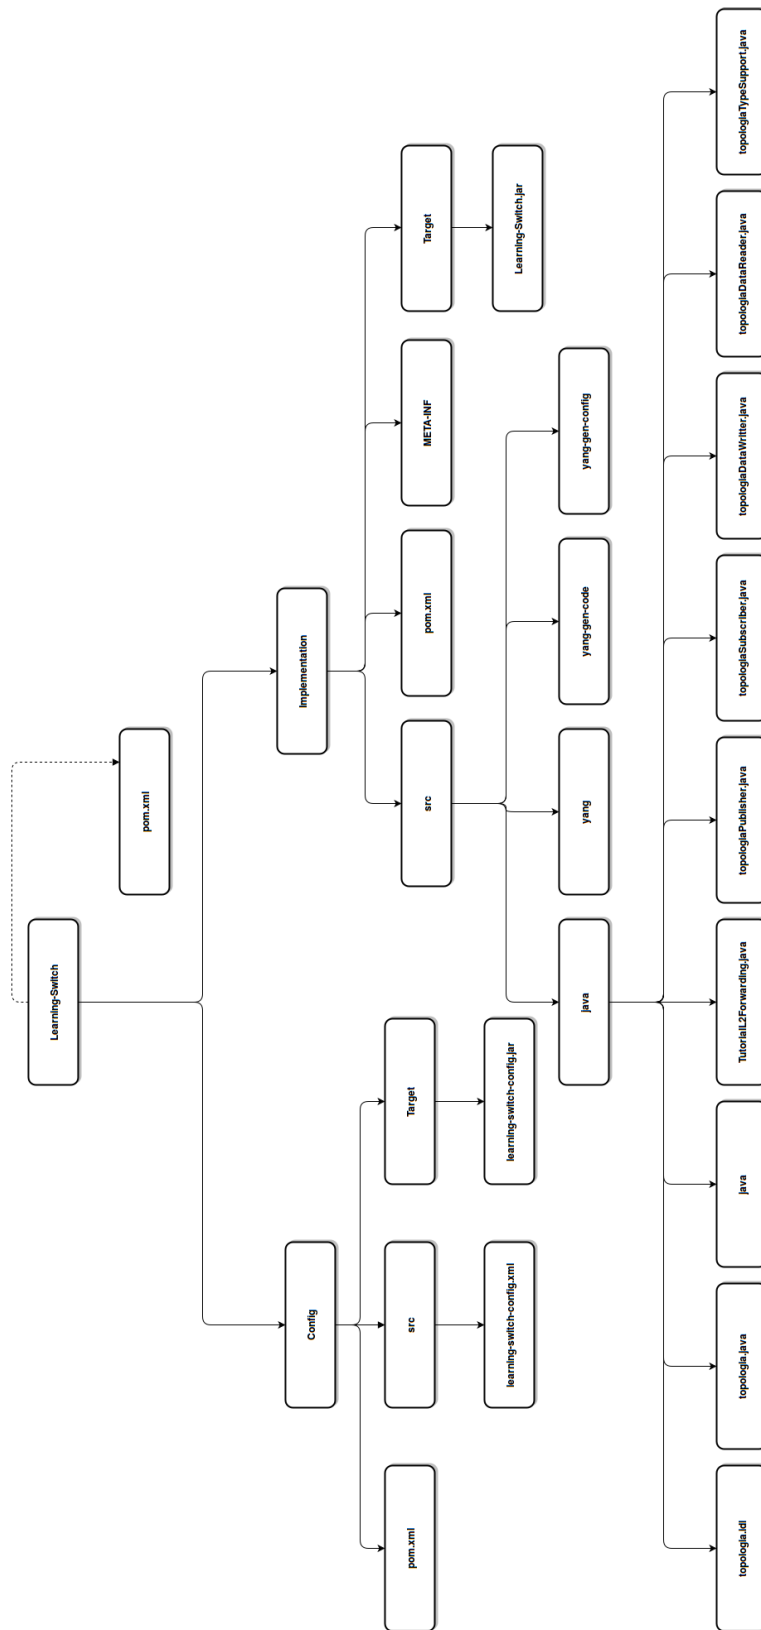 Learning-Switch
pom.xml
Config
Implementation
pom.xml
src
Target
src
pom.xml
META-INF
Target
learning-switch-config.xml
learning-switch-config.jar
Learning-Switch.jar
java
yang
yang-gen-code
yang-gen-config
topologia.idl
topologia.java
java
TutorialL2Forwarding.java
topologiaPublisher.java
topologiaSubscriber.java
topologiaDataWritter.java
topologiaDataReader.java
topologiaTypeSupport.java